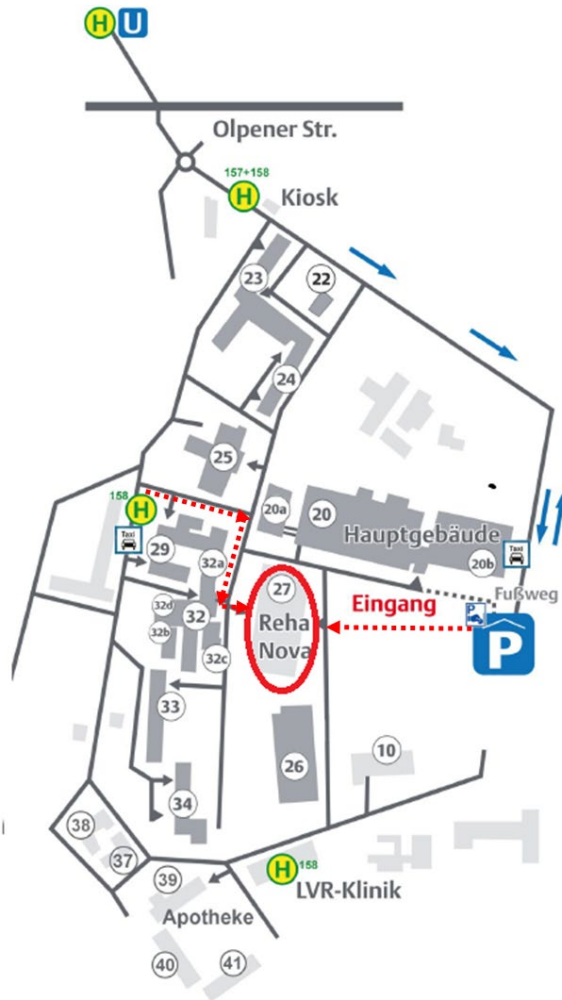 H U
Olpener Str.
157+158
H Kiosk
23
22
24
25
158
H
Taxi
29
20a
20
Hauptgebäude
Taxi
20b
32a
27
Eingang
Fußweg
P
32d
32
32b
Reha
Nova
P
32c
33
10
26
34
38
37
H 158
39
LVR-Klinik
Apotheke
40
41